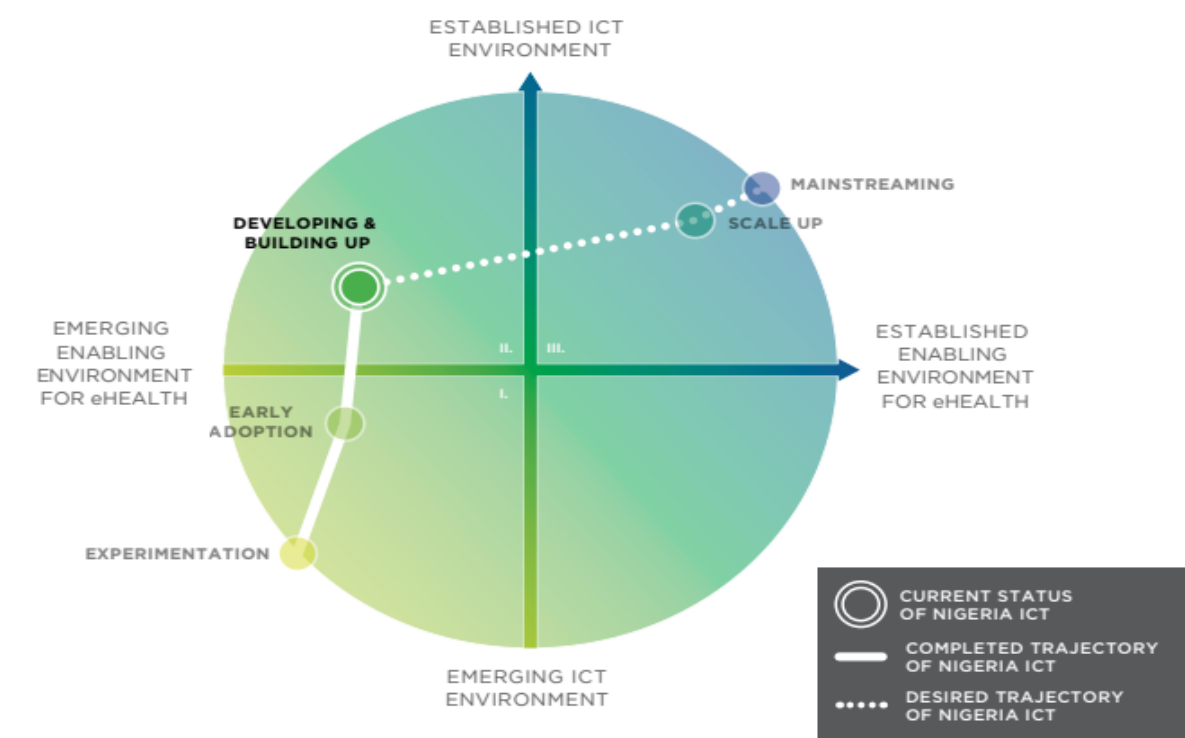 ESTABLISHED ICT
ENVIRONMENT
MAINSTREAMING
SCALE UP
DEVELOPING &
BUILDING UP
EMERGING
ENABLING
ENVIRONMENT
FOR eHEALTH
II.
III.
I.
ESTABLISHED
ENABLING
ENVIRONMENT
FOR eHEALTH
EARLY
ADOPTION
EXPERIMENTATION
EMERGING ICT
ENVIRONMENT
CURRENT STATUS
OF NIGERIA ICT
COMPLETED TRAJECTORY
OF NIGERIA ICT
DESIRED TRAJECTORY
OF NIGERIA ICT